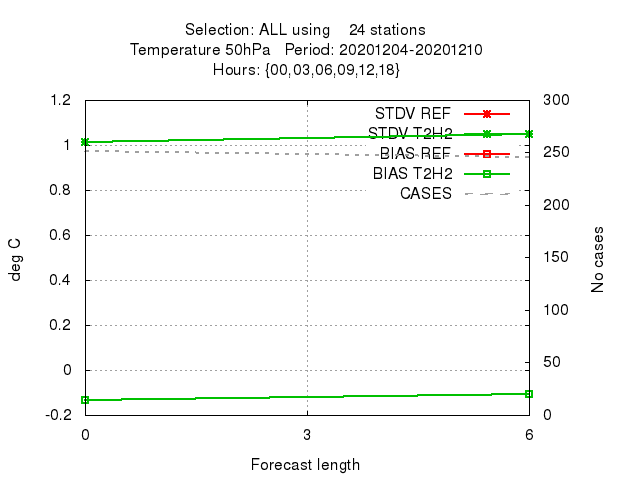 Selection: ALL using 24 stations
Temperature 50hPa Period: 20201204-20201210
Hours: {00,03,06,09,12,18}
1.2
1
0.8
0.6
0.4
0.2
0
-0.2
deg C
STDV REF
STDV T2H2
BIAS REF
BIAS T2H2
CASES
300
250
200
150
100
50
0
No cases
0 3 6
Forecast length